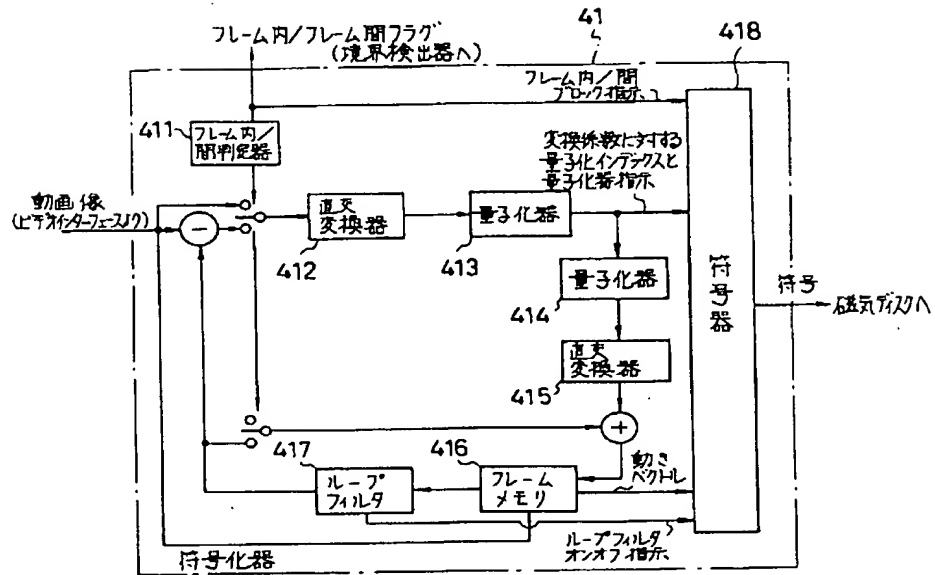 フレーム内/フレーム間フラグ
(境界検出器へ)
41
418
フレーム内/間
ブロック指示
411
フレーム内/
間判定器
変換係数に対する
量子化インデックスと
量子化器指示
動画像
(ビデオインターフェースより)
−
直交
変換器
412
量子化器
413
符号器
符号
磁気ディスクへ
量子化器
414
直交
変換器
415
+
417
ループ
フィルタ
416
フレーム
メモリ
動き
ベクトル
ループフィルタ
オンオフ指示
符号化器